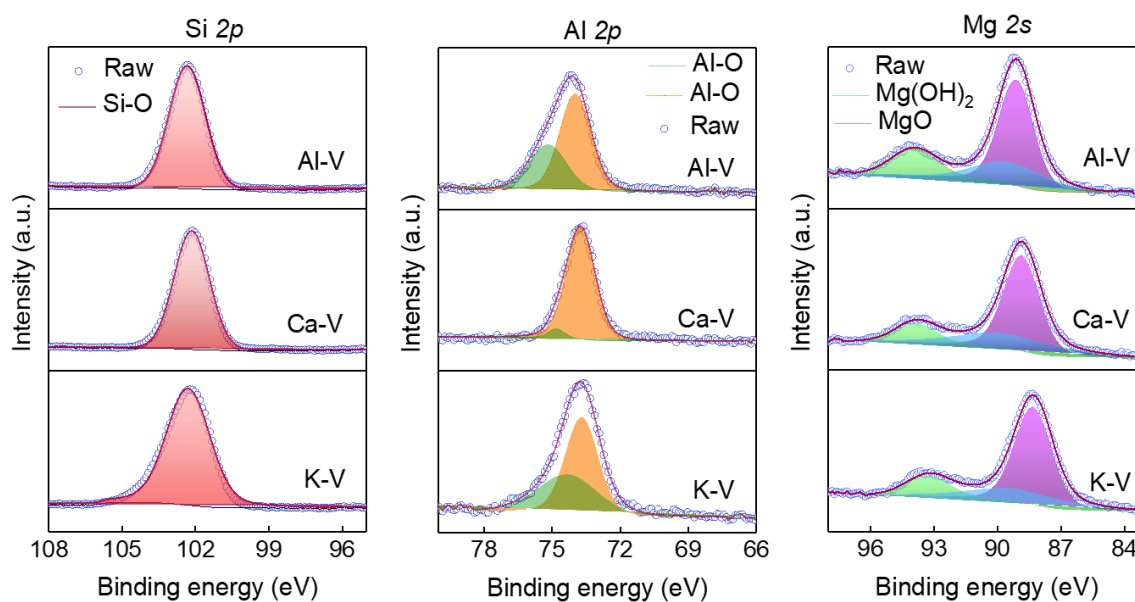 Si 2p
Raw
Si-O
Al-V
Ca-V
K-V
Intensity (a.u.)
108 105 102 99 96
Binding energy (eV)
Al 2p
Al-O
Al-O
Raw
Al-V
Ca-V
K-V
Intensity (a.u.)
78 75 72 69 66
Binding energy (eV)
Mg 2s
Raw
Mg(OH)₂
MgO
Al-V
Ca-V
K-V
Intensity (a.u.)
96 93 90 87 84
Binding energy (eV)